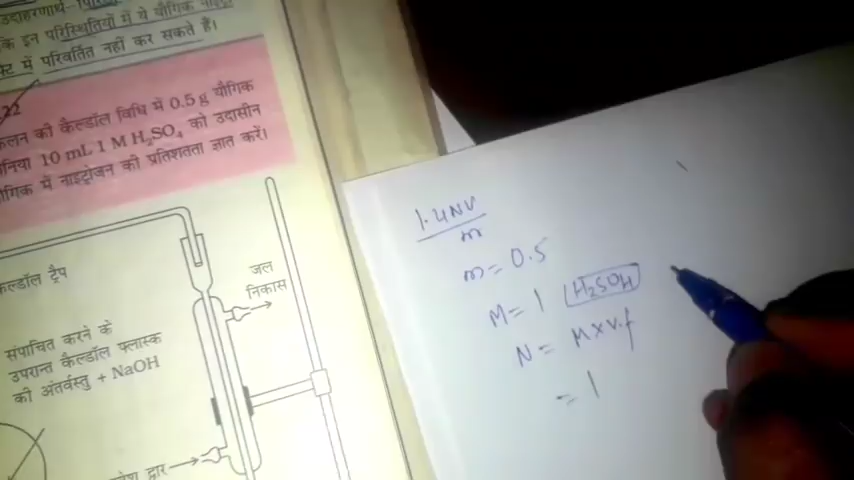 उदाहरणार्थ–
कि इन परिस्थितियों में ये यौगिक
में परिवर्तित नहीं कर सकते हैं।
22
कलन की कैल्डॉल विधि में 0.5 g यौगिक
निया 10 mL 1 M H₂SO₄ को उदासीन
गिक में नाइट्रोजन की प्रतिशतता ज्ञात करें।
ल्डॉल ट्रैप
जल
निकास
संपाचित करने के
उपरान्त कैल्डॉल फ्लास्क
की अंतर्वस्तु + NaOH
द्वार
1.4NV
m
m = 0.5
M = 1 H₂SO4
N = M×v.f
= 1